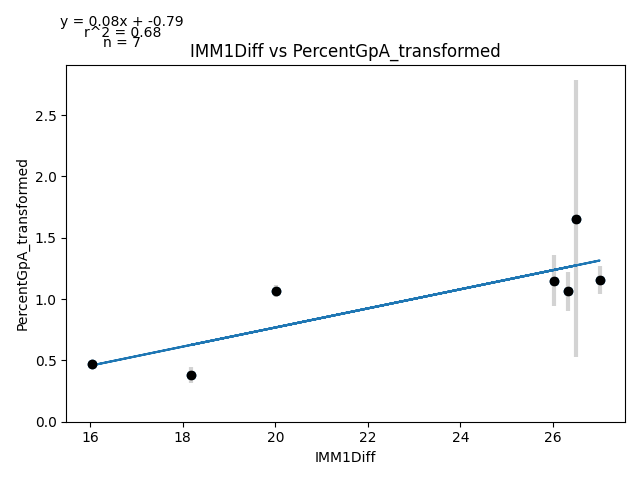 y = 0.08x + -0.79
r^2 = 0.68
n = 7
IMM1Diff vs PercentGpA_transformed
PercentGpA_transformed
2.5
2.0
1.5
1.0
0.5
0.0
16 18 20 22 24 26
IMM1Diff